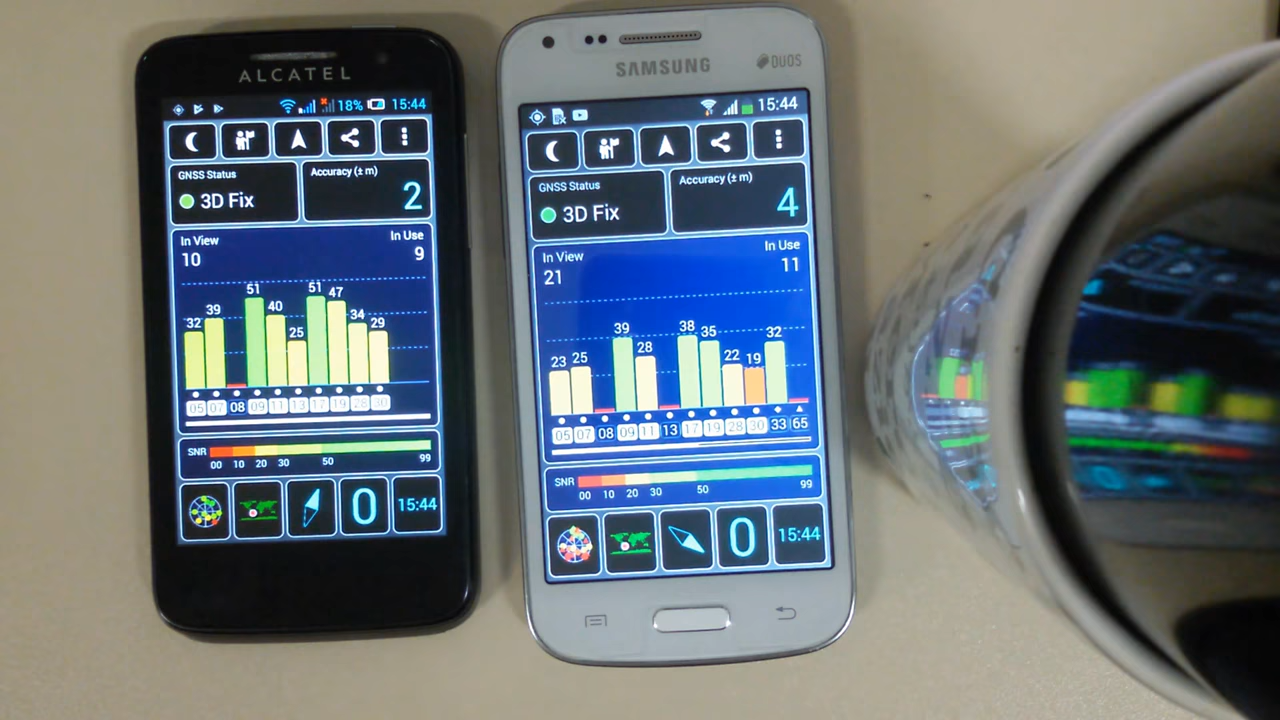 ALCATEL
18% 15:44
GNSS Status
3D Fix
Accuracy (± m)
2
In View
10
In Use
9
32 39 51 40 25 51 47 34 29
05 07 08 09 11 13 17 19 28 30
SNR
00 10 20 30 50 99
0
15:44
SAMSUNG
DUOS
15:44
GNSS Status
3D Fix
Accuracy (± m)
4
In View
21
In Use
11
23 25 39 28 38 35 22 19 32
05 07 08 09 11 13 17 19 28 30 33 65
SNR
00 10 20 30 50 99
0
15:44